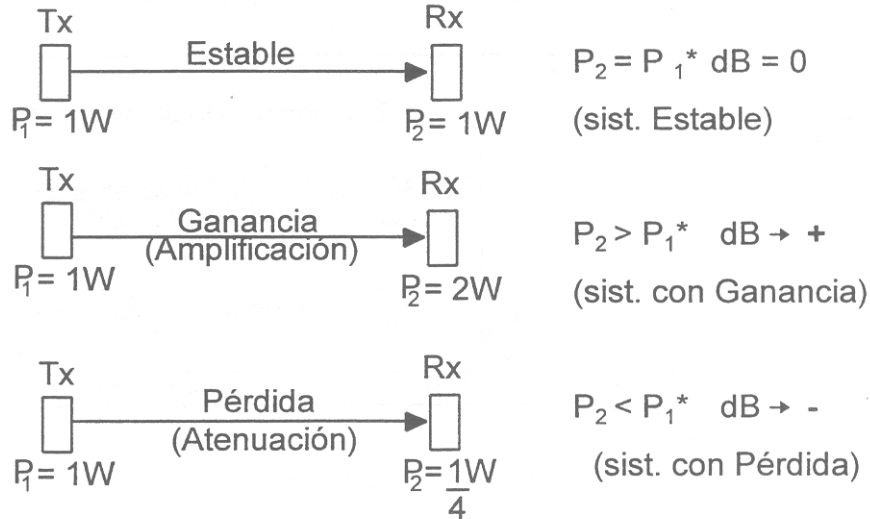 Tx Rx
Estable
P₂ = P ₁* dB = 0
P₁ = 1W P₂ = 1W (sist. Estable)
Tx Rx
Ganancia
(Amplificación)
P₂ > P₁* dB → +
P₁ = 1W P₂ = 2W (sist. con Ganancia)
Tx Rx
Pérdida
(Atenuación)
P₂ < P₁* dB → -
P₁ = 1W P₂ = 1W/4 (sist. con Pérdida)